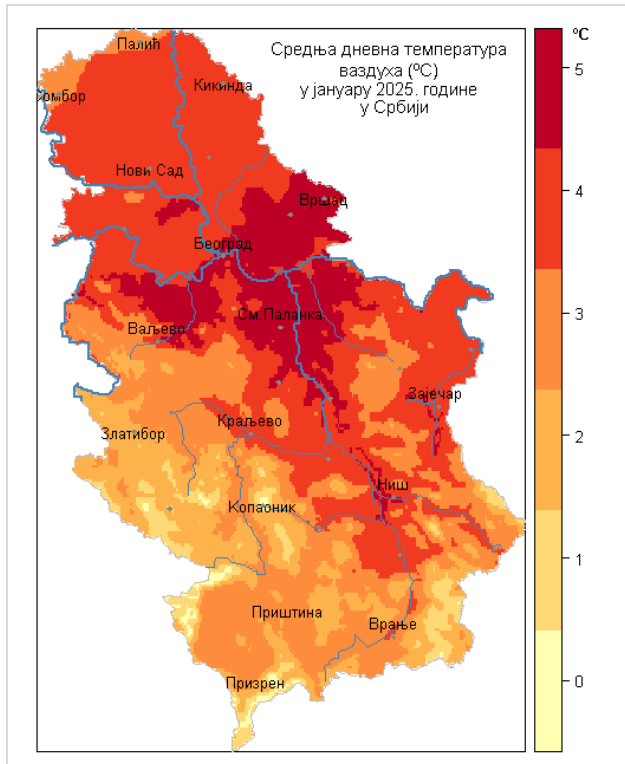 Средња дневна температура
ваздуха (ºC)
у јануару 2025. године
у Србији
ºC
5
4
3
2
1
0
Палић
Кикинда
омбор
Нови Сад
Вршац
Београд
См.Паланка
Ваљево
Зајечар
Краљево
Златибор
Ниш
Копаоник
Приштина
Врање
Призрен